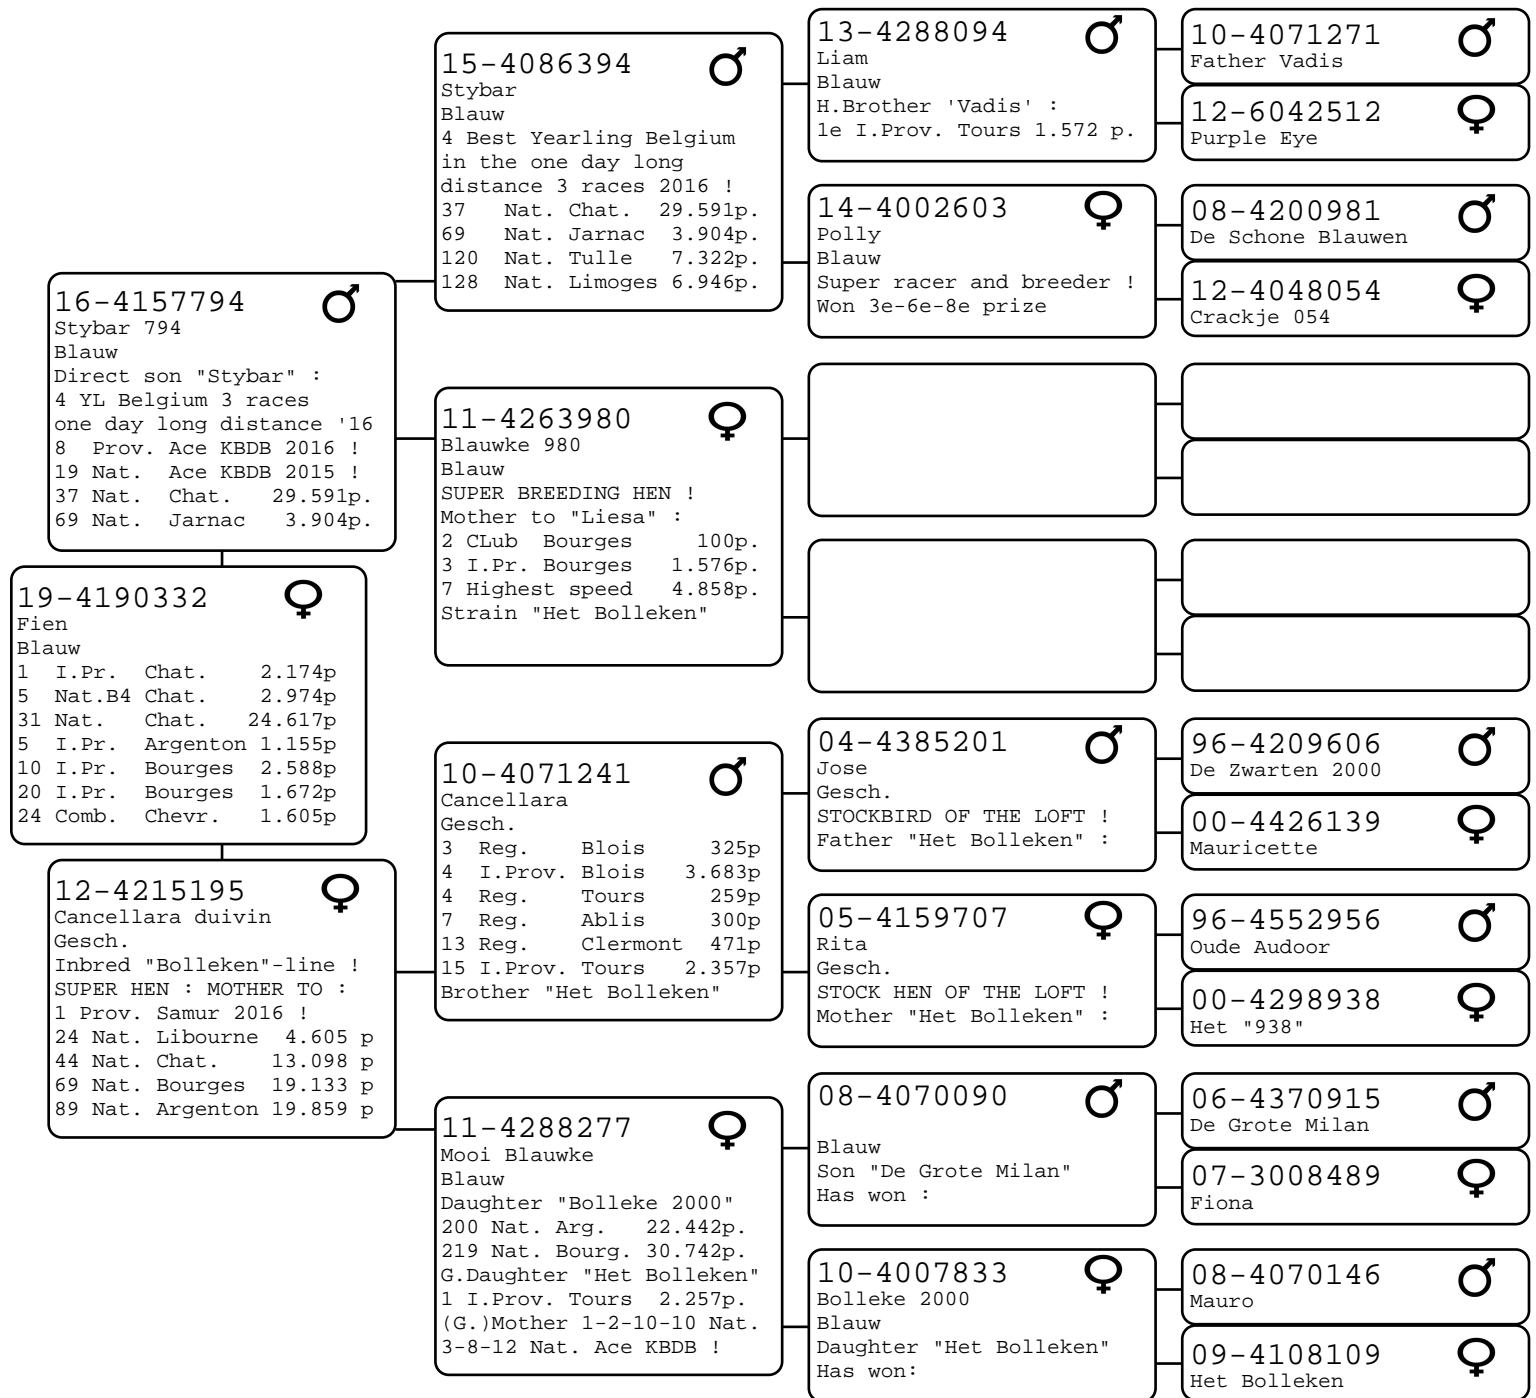 19-4190332
Fien
Blauw
1 I.Pr. Chat. 2.174p
5 Nat.B4 Chat. 2.974p
31 Nat. Chat. 24.617p
5 I.Pr. Argenton 1.155p
10 I.Pr. Bourges 2.588p
20 I.Pr. Bourges 1.672p
24 Comb. Chevr. 1.605p
16-4157794
Stybar 794
Blauw
Direct son "Stybar" :
4 YL Belgium 3 races
one day long distance '16
8 Prov. Ace KBDB 2016 !
19 Nat. Ace KBDB 2015 !
37 Nat. Chat. 29.591p.
69 Nat. Jarnac 3.904p.
12-4215195
Cancellara duivin
Gesch.
Inbred "Bolleken"-line !
SUPER HEN : MOTHER TO :
1 Prov. Samur 2016 !
24 Nat. Libourne 4.605 p
44 Nat. Chat. 13.098 p
69 Nat. Bourges 19.133 p
89 Nat. Argenton 19.859 p
15-4086394
Stybar
Blauw
4 Best Yearling Belgium
in the one day long
distance 3 races 2016 !
37 Nat. Chat. 29.591p.
69 Nat. Jarnac 3.904p.
120 Nat. Tulle 7.322p.
128 Nat. Limoges 6.946p.
11-4263980
Blauwke 980
Blauw
SUPER BREEDING HEN !
Mother to "Liesa" :
2 CLub Bourges 100p.
3 I.Pr. Bourges 1.576p.
7 Highest speed 4.858p.
Strain "Het Bolleken"
10-4071241
Cancellara
Gesch.
3 Reg. Blois 325p
4 I.Prov. Blois 3.683p
4 Reg. Tours 259p
7 Reg. Ablis 300p
13 Reg. Clermont 471p
15 I.Prov. Tours 2.357p
Brother "Het Bolleken"
11-4288277
Mooi Blauwke
Blauw
Daughter "Bolleke 2000"
200 Nat. Arg. 22.442p.
219 Nat. Bourg. 30.742p.
G.Daughter "Het Bolleken"
1 I.Prov. Tours 2.257p.
(G.)Mother 1-2-10-10 Nat.
3-8-12 Nat. Ace KBDB !
13-4288094
Liam
Blauw
H.Brother 'Vadis' :
1e I.Prov. Tours 1.572 p.
14-4002603
Polly
Blauw
Super racer and breeder !
Won 3e-6e-8e prize
04-4385201
Jose
Gesch.
STOCKBIRD OF THE LOFT !
Father "Het Bolleken" :
05-4159707
Rita
Gesch.
STOCK HEN OF THE LOFT !
Mother "Het Bolleken" :
08-4070090
Blauw
Son "De Grote Milan"
Has won :
10-4007833
Bolleke 2000
Blauw
Daughter "Het Bolleken"
Has won:
10-4071271
Father Vadis
12-6042512
Purple Eye
08-4200981
De Schone Blauwen
12-4048054
Crackje 054
96-4209606
De Zwarten 2000
00-4426139
Mauricette
96-4552956
Oude Audoor
00-4298938
Het "938"
06-4370915
De Grote Milan
07-3008489
Fiona
08-4070146
Mauro
09-4108109
Het Bolleken